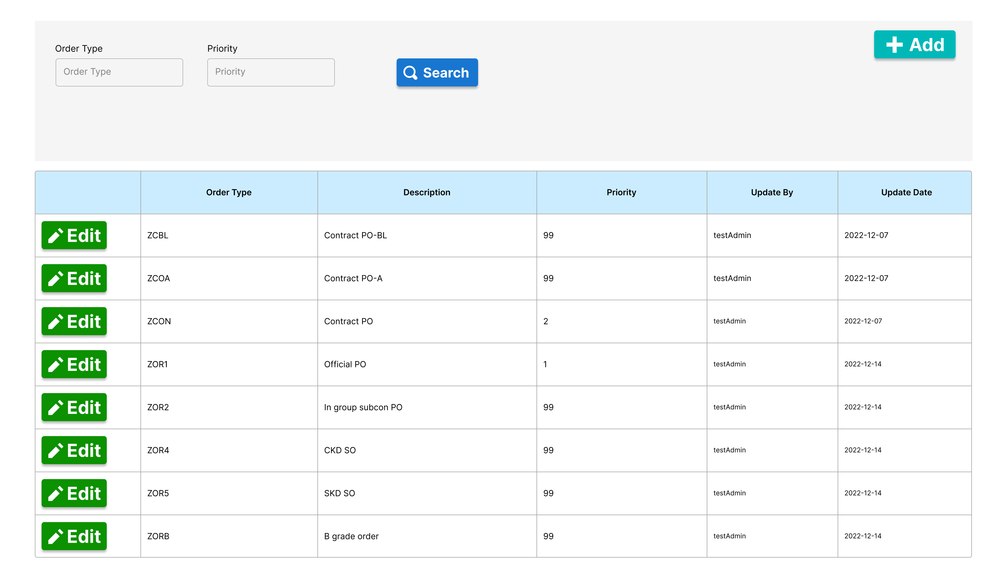 Add
Order Type Priority
Order Type Priority Search
Order Type Description Priority Update By Update Date
Edit ZCBL Contract PO-BL 99 testAdmin 2022-12-07
Edit ZCOA Contract PO-A 99 testAdmin 2022-12-07
Edit ZCON Contract PO 2 testAdmin 2022-12-07
Edit ZOR1 Official PO 1 testAdmin 2022-12-14
Edit ZOR2 In group subcon PO 99 testAdmin 2022-12-14
Edit ZOR4 CKD SO 99 testAdmin 2022-12-14
Edit ZOR5 SKD SO 99 testAdmin 2022-12-14
Edit ZORB B grade order 99 testAdmin 2022-12-14